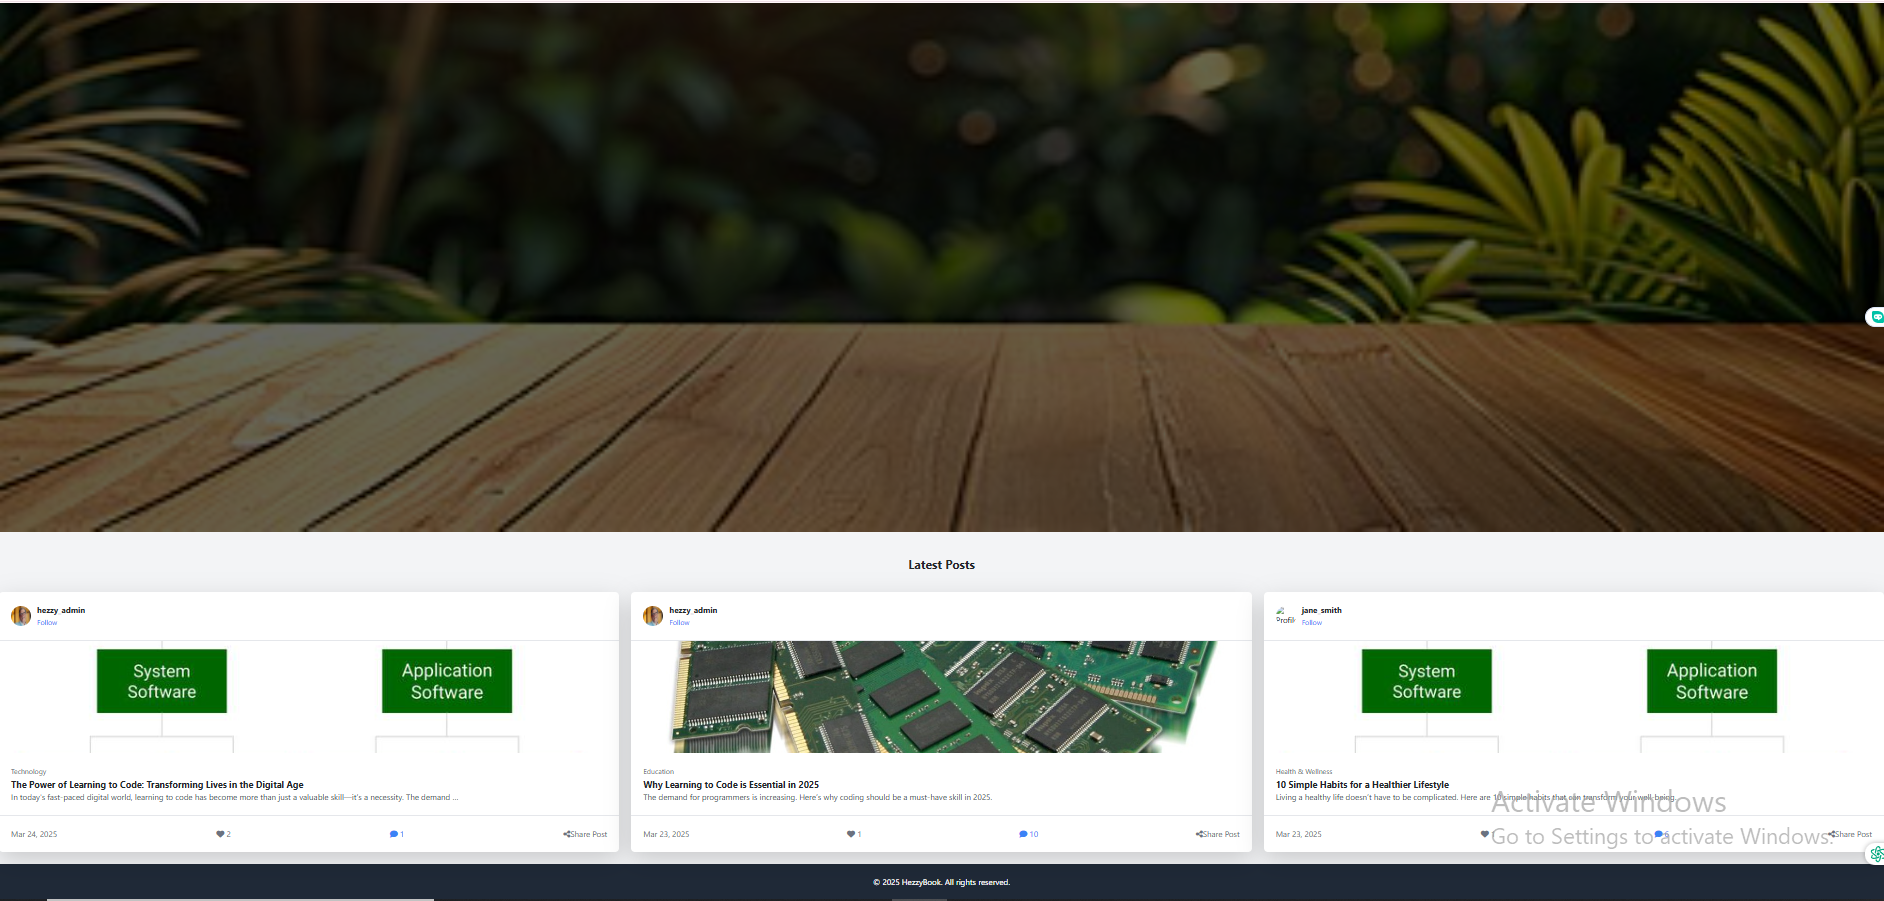 Latest Posts
hezzy_admin
Follow
System
Software
Application
Software
Technology
The Power of Learning to Code: Transforming Lives in the Digital Age
In today's fast-paced digital world, learning to code has become more than just a valuable skill—it's a necessity. The demand ...
Mar 24, 2025
2
1
Share Post
hezzy_admin
Follow
Education
Why Learning to Code is Essential in 2025
The demand for programmers is increasing. Here's why coding should be a must-have skill in 2025.
Mar 23, 2025
1
10
Share Post
jane_smith
Follow
Profil
System
Software
Application
Software
Health & Wellness
10 Simple Habits for a Healthier Lifestyle
Living a healthy life doesn't have to be complicated. Here are 10 simple habits that can transform your well-being.
Mar 23, 2025
6
Share Post
Activate Windows
Go to Settings to activate Windows.
© 2025 HezzyBook. All rights reserved.